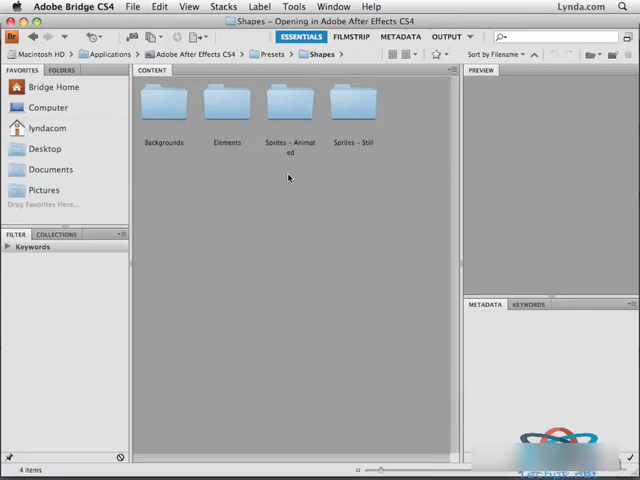 Adobe Bridge CS4 File Edit View Stacks Label Tools Window Help Lynda.com
Shapes – Opening in Adobe After Effects CS4
Br ESSENTIALS FILMSTRIP METADATA OUTPUT
Macintosh HD Applications Adobe After Effects CS4 Presets Shapes Sort by Filename
FAVORITES FOLDERS CONTENT PREVIEW
Bridge Home
Computer
lyndacom
Desktop
Documents
Pictures
Drag Favorites Here...
Backgrounds Elements Sprites – Animat
ed Sprites – Still
FILTER COLLECTIONS
Keywords
METADATA KEYWORDS
4 items